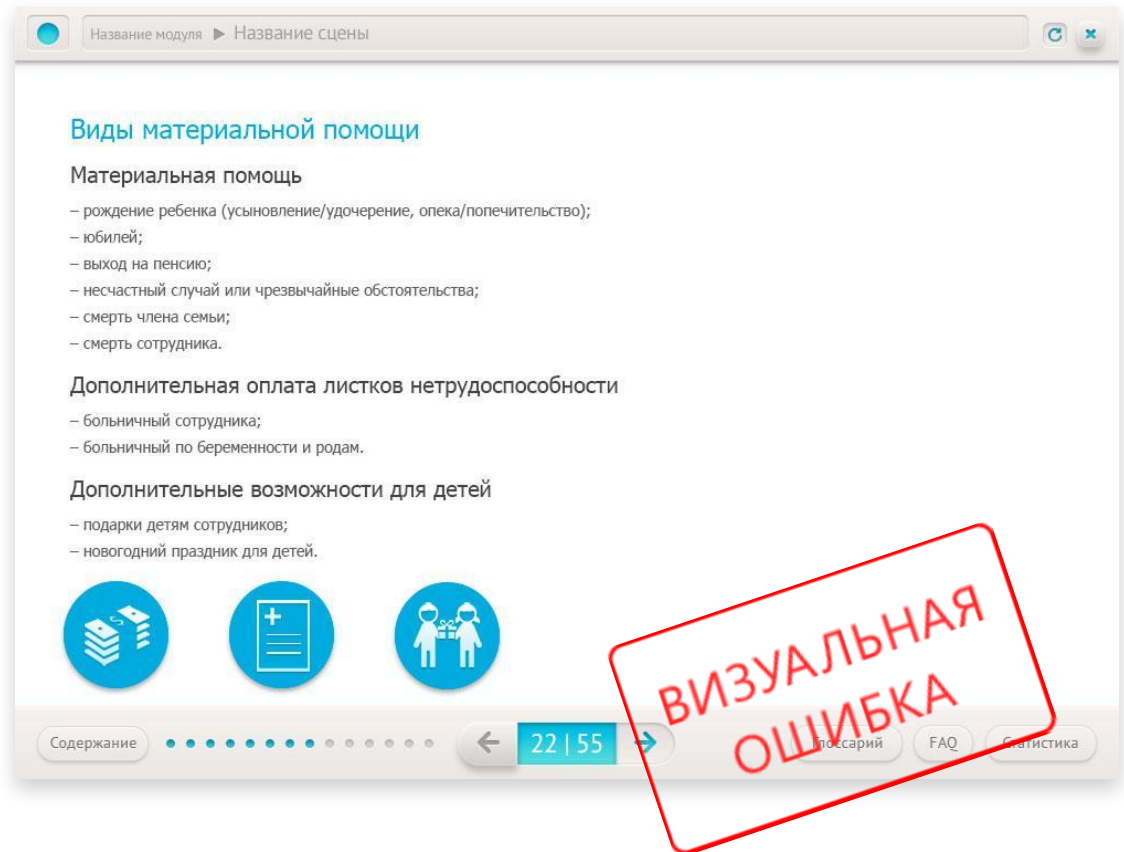 Название модуля ▶ Название сцены
Виды материальной помощи
Материальная помощь
– рождение ребенка (усыновление/удочерение, опека/попечительство);
– юбилей;
– выход на пенсию;
– несчастный случай или чрезвычайные обстоятельства;
– смерть члена семьи;
– смерть сотрудника.
Дополнительная оплата листков нетрудоспособности
– больничный сотрудника;
– больничный по беременности и родам.
Дополнительные возможности для детей
– подарки детям сотрудников;
– новогодний праздник для детей.
ВИЗУАЛЬНАЯ
ОШИБКА
Содержание
22 | 55
Глоссарий
FAQ
Статистика